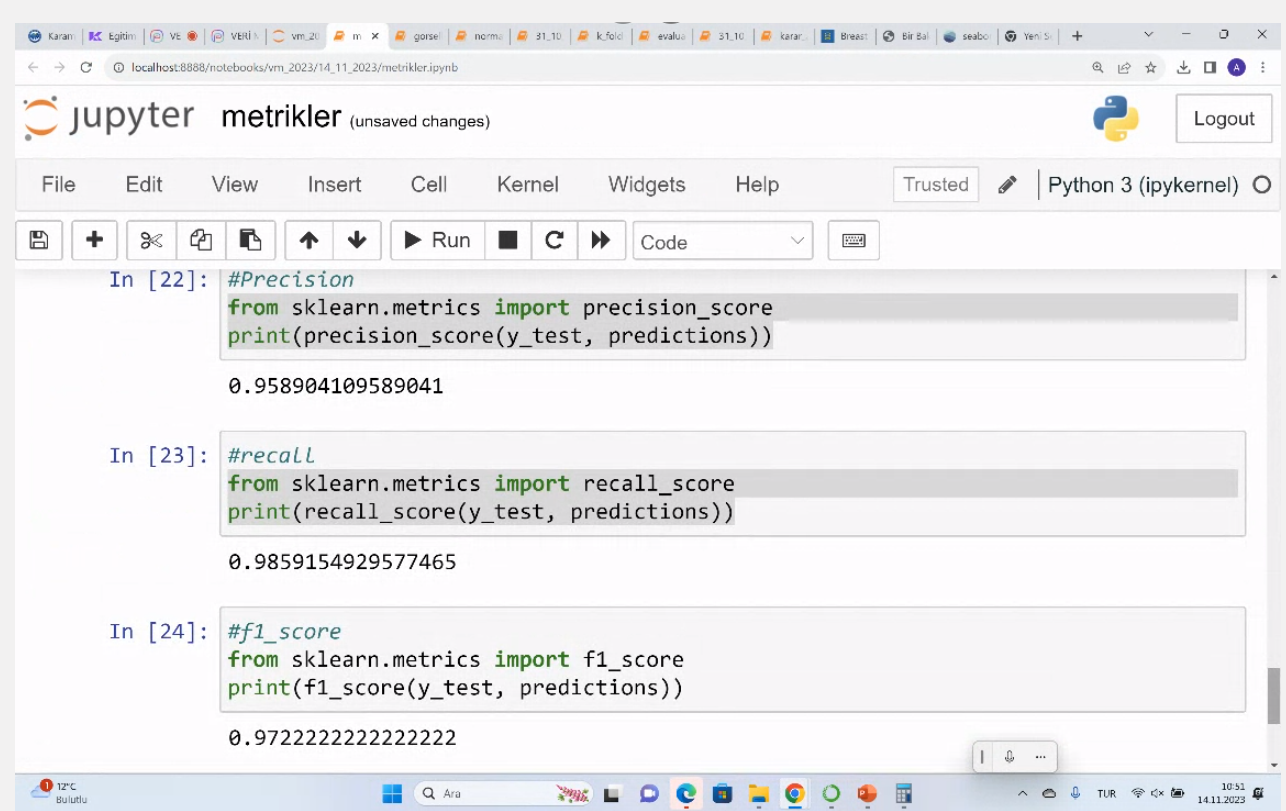 Karam
Egitim
VE
VERİ
vm_20
m
gorsel
norma
31_10
k_fold
evalua
31_10
karar_
Breast
Bir Bal
seabo
Yeni S
localhost:8888/notebooks/vm_2023/14_11_2023/metrikler.ipynb
A
jupyter metrikler (unsaved changes)
Logout
File Edit View Insert Cell Kernel Widgets Help
Trusted
Python 3 (ipykernel)
Run
Code
In [22]: #Precision
from sklearn.metrics import precision_score
print(precision_score(y_test, predictions))
0.958904109589041
In [23]: #recall
from sklearn.metrics import recall_score
print(recall_score(y_test, predictions))
0.9859154929577465
In [24]: #f1_score
from sklearn.metrics import f1_score
print(f1_score(y_test, predictions))
0.9722222222222222
1
12°C
Bulutlu
Ara
TUR
10:51
14.11.2023